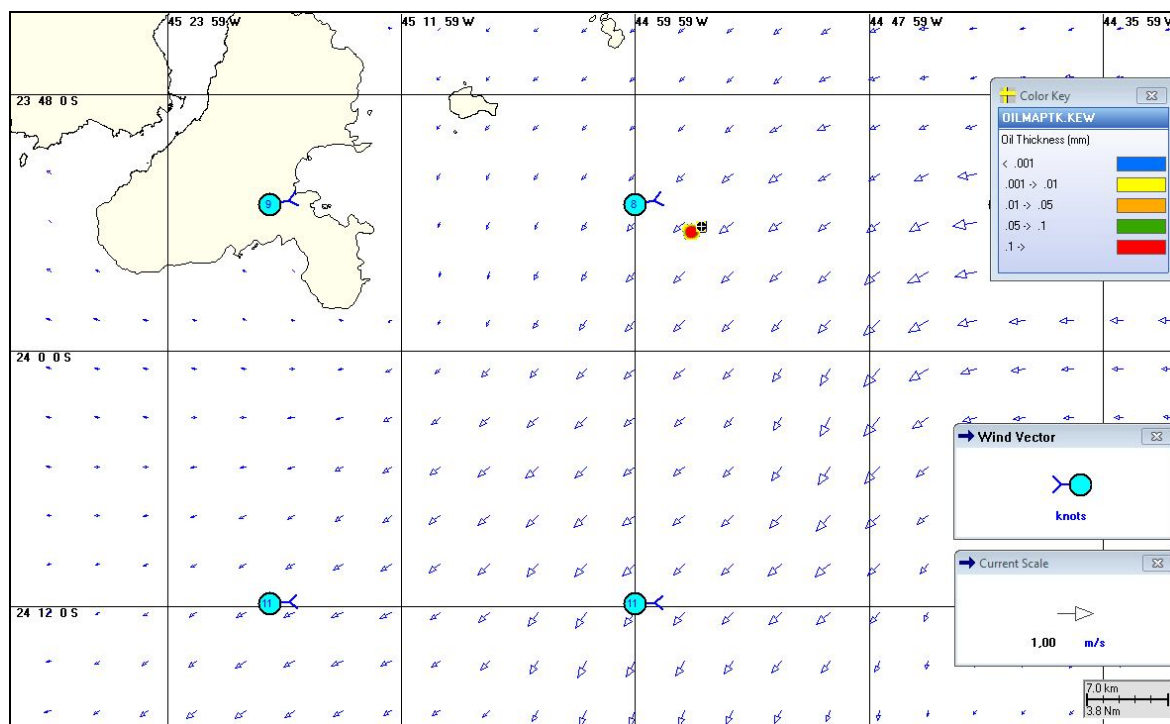 45 23 59 W
45 11 59 W
44 59 59 W
44 47 59 W
44 35 59 W
23 48 0 S
Color Key
OILMAPTK.KEW
Oil Thickness (mm)
< .001
.001 -> .01
.01 -> .05
.05 -> .1
.1 ->
9
8
24 0 0 S
Wind Vector
knots
11
11
24 12 0 S
Current Scale
1,00 m/s
7.0 km
3.8 Nm